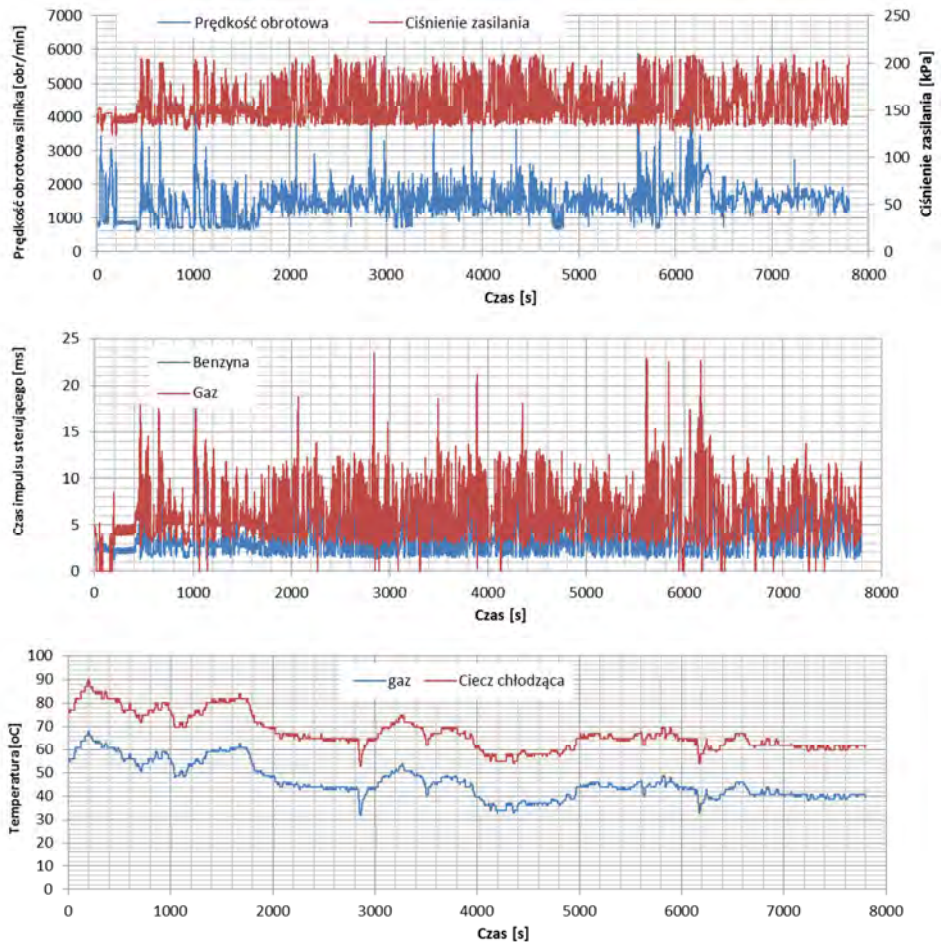 Prędkość obrotowa Ciśnienie zasilania
Prędkość obrotowa silnika [obr/min]
7000
6000
5000
4000
3000
2000
1000
0
250
200
150
100
50
0
Ciśnienie zasilania [kPa]
0 1000 2000 3000 4000 5000 6000 7000 8000
Czas [s]
Czas impulsu sterującego [ms]
25
20
15
10
5
0
Benzyna
Gaz
0 1000 2000 3000 4000 5000 6000 7000 8000
Czas [s]
Temperatura [oC]
100
90
80
70
60
50
40
30
20
10
0
gaz Ciecz chłodząca
0 1000 2000 3000 4000 5000 6000 7000 8000
Czas [s]